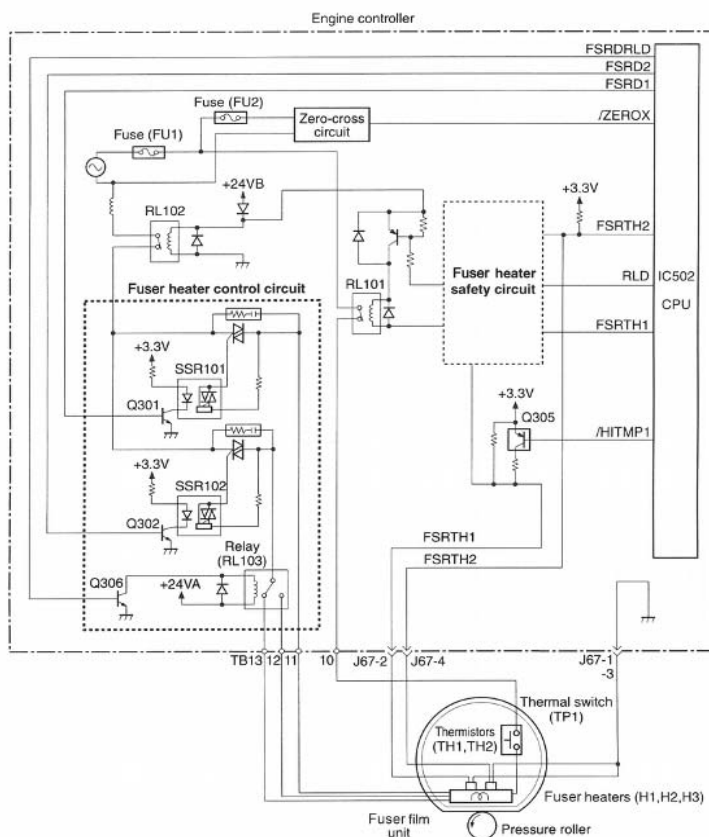 Engine controller
FSRDRLD
FSRD2
FSRD1
Fuse (FU2)
Fuse (FU1)
Zero-cross
circuit
/ZEROX
+24VB
+3.3V
RL102
FSRTH2
Fuser heater
safety circuit
RLD
IC502
CPU
RL101
FSRTH1
Fuser heater control circuit
+3.3V
SSR101
+3.3V
Q305
Q301
/HITMP1
+3.3V
SSR102
Q302
FSRTH1
FSRTH2
Relay
(RL103)
Q306
+24VA
TB13 12 11 10 J67-2 J67-4 J67-1
-3
Thermal switch
(TP1)
Thermistors
(TH1,TH2)
Fuser heaters (H1,H2,H3)
Fuser film
unit
Pressure roller